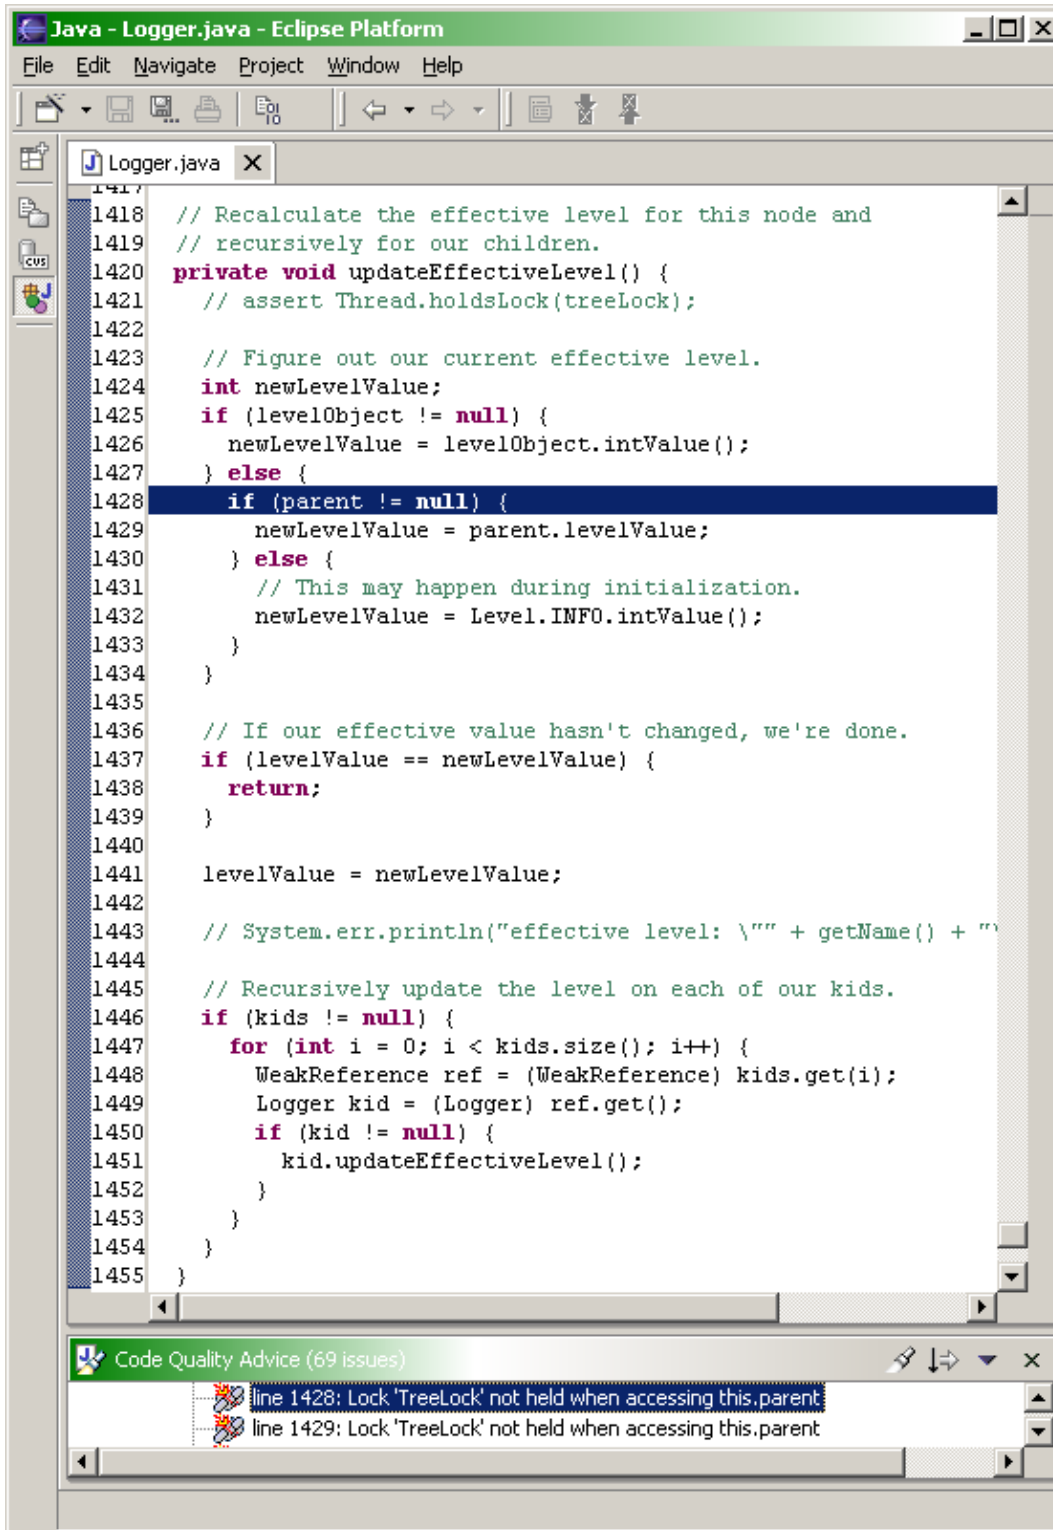 Java - Logger.java - Eclipse Platform
File Edit Navigate Project Window Help
Logger.java
1417
1418 // Recalculate the effective level for this node and
1419 // recursively for our children.
1420 private void updateEffectiveLevel() {
1421 // assert Thread.holdsLock(treeLock);
1422
1423 // Figure out our current effective level.
1424 int newLevelValue;
1425 if (levelObject != null) {
1426 newLevelValue = levelObject.intValue();
1427 } else {
1428 if (parent != null) {
1429 newLevelValue = parent.levelValue;
1430 } else {
1431 // This may happen during initialization.
1432 newLevelValue = Level.INFO.intValue();
1433 }
1434 }
1435
1436 // If our effective value hasn't changed, we're done.
1437 if (levelValue == newLevelValue) {
1438 return;
1439 }
1440
1441 levelValue = newLevelValue;
1442
1443 // System.err.println("effective level: \"" + getName() + "\
1444
1445 // Recursively update the level on each of our kids.
1446 if (kids != null) {
1447 for (int i = 0; i < kids.size(); i++) {
1448 WeakReference ref = (WeakReference) kids.get(i);
1449 Logger kid = (Logger) ref.get();
1450 if (kid != null) {
1451 kid.updateEffectiveLevel();
1452 }
1453 }
1454 }
1455 }
Code Quality Advice (69 issues)
line 1428: Lock 'TreeLock' not held when accessing this.parent
line 1429: Lock 'TreeLock' not held when accessing this.parent